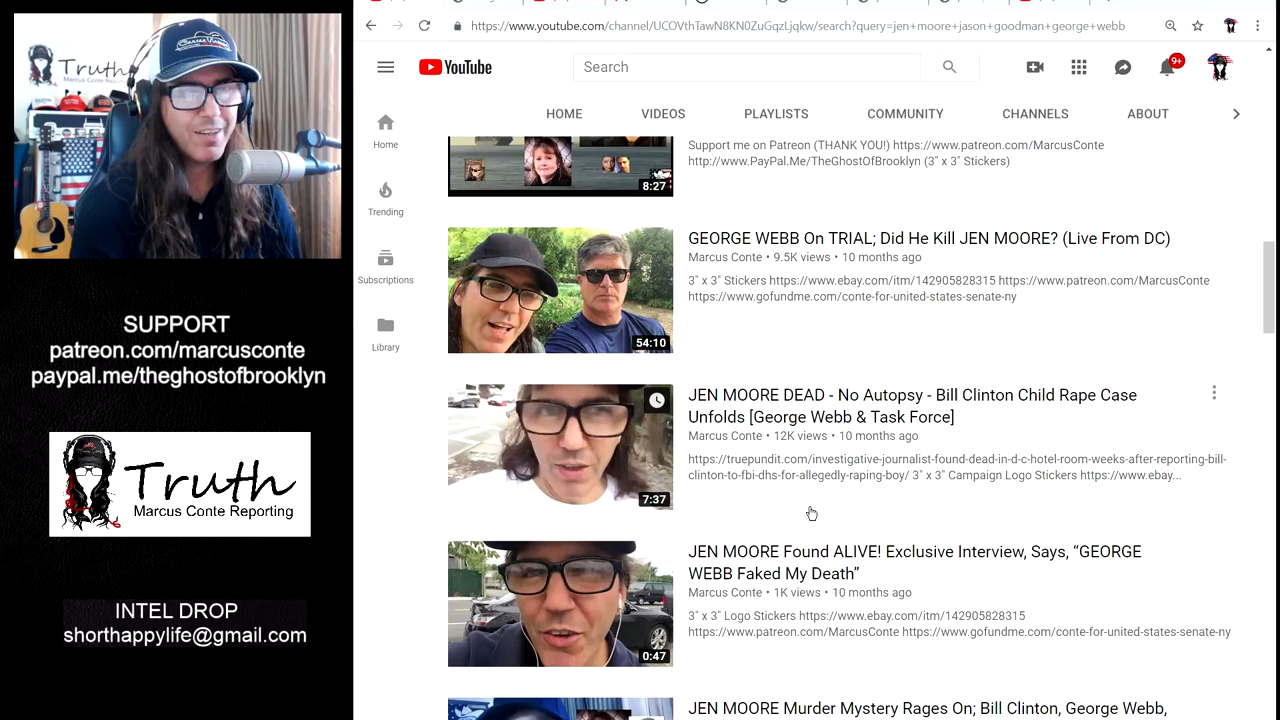 Truth
Marcus Conte Reporting
SUPPORT
patreon.com/marcusconte
paypal.me/theghostofbrooklyn
Truth
Marcus Conte Reporting
INTEL DROP
shorthappylife@gmail.com
https://www.youtube.com/channel/UCOVthTawN8KN0ZuGqzLjqkw/search?query=jen+moore+jason+goodman+george+webb
YouTube
Search
9+
HOME
VIDEOS
PLAYLISTS
COMMUNITY
CHANNELS
ABOUT
Home
Trending
Subscriptions
Library
8:27
Support me on Patreon (THANK YOU!) https://www.patreon.com/MarcusConte
http://www.PayPal.Me/TheGhostOfBrooklyn (3" x 3" Stickers)
54:10
GEORGE WEBB On TRIAL; Did He Kill JEN MOORE? (Live From DC)
Marcus Conte • 9.5K views • 10 months ago
3" x 3" Stickers https://www.ebay.com/itm/142905828315 https://www.patreon.com/MarcusConte
https://www.gofundme.com/conte-for-united-states-senate-ny
7:37
JEN MOORE DEAD - No Autopsy - Bill Clinton Child Rape Case
Unfolds [George Webb & Task Force]
Marcus Conte • 12K views • 10 months ago
https://truepundit.com/investigative-journalist-found-dead-in-d-c-hotel-room-weeks-after-reporting-bill-
clinton-to-fbi-dhs-for-allegedly-raping-boy/ 3" x 3" Campaign Logo Stickers https://www.ebay...
0:47
JEN MOORE Found ALIVE! Exclusive Interview, Says, “GEORGE
WEBB Faked My Death”
Marcus Conte • 1K views • 10 months ago
3" x 3" Logo Stickers https://www.ebay.com/itm/142905828315
https://www.patreon.com/MarcusConte https://www.gofundme.com/conte-for-united-states-senate-ny
JEN MOORE Murder Mystery Rages On; Bill Clinton, George Webb,